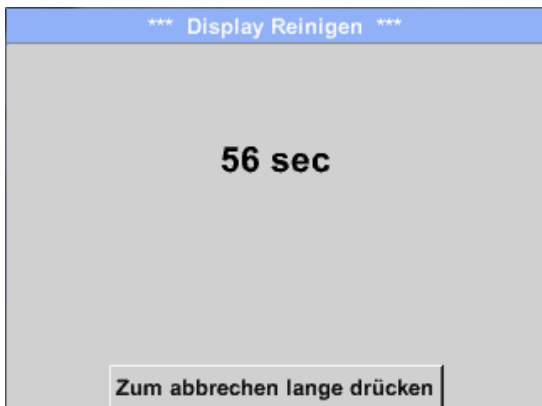 *** Display Reinigen ***
56 sec
Zum abbrechen lange drücken